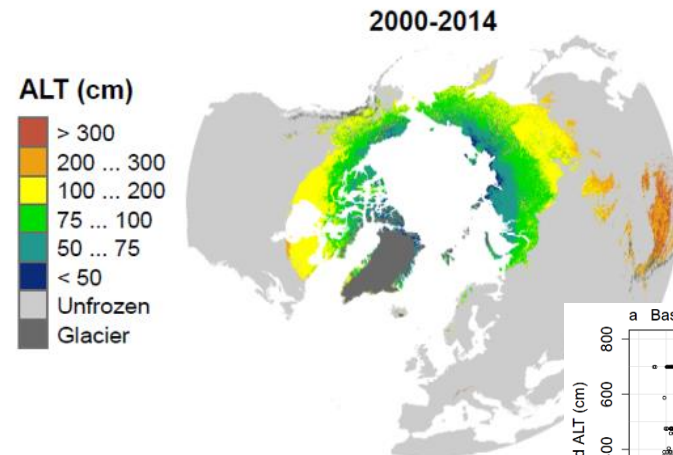 2000-2014
ALT (cm)
> 300
200 ... 300
100 ... 200
75 ... 100
50 ... 75
< 50
Unfrozen
Glacier
a Bas
800
600
ALT (cm)